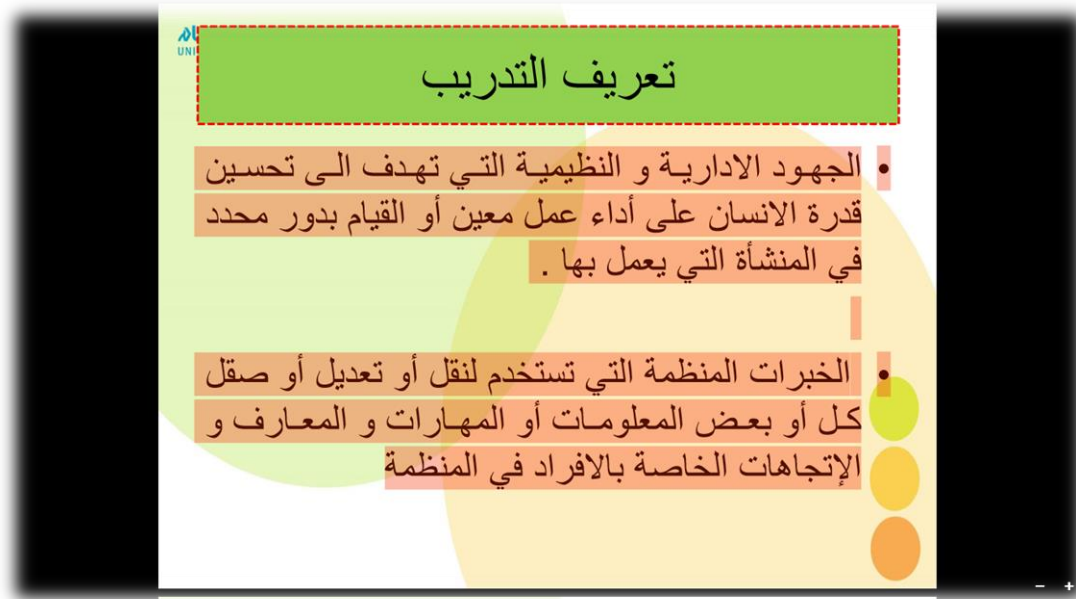 UNI
تعريف التدريب
• الجهود الادارية و النظيمية التي تهدف الى تحسين
قدرة الانسان على أداء عمل معين أو القيام بدور محدد
في المنشأة التي يعمل بها .
• الخبرات المنظمة التي تستخدم لنقل أو تعديل أو صقل
كل أو بعض المعلومات أو المهارات و المعارف و
الإتجاهات الخاصة بالافراد في المنظمة